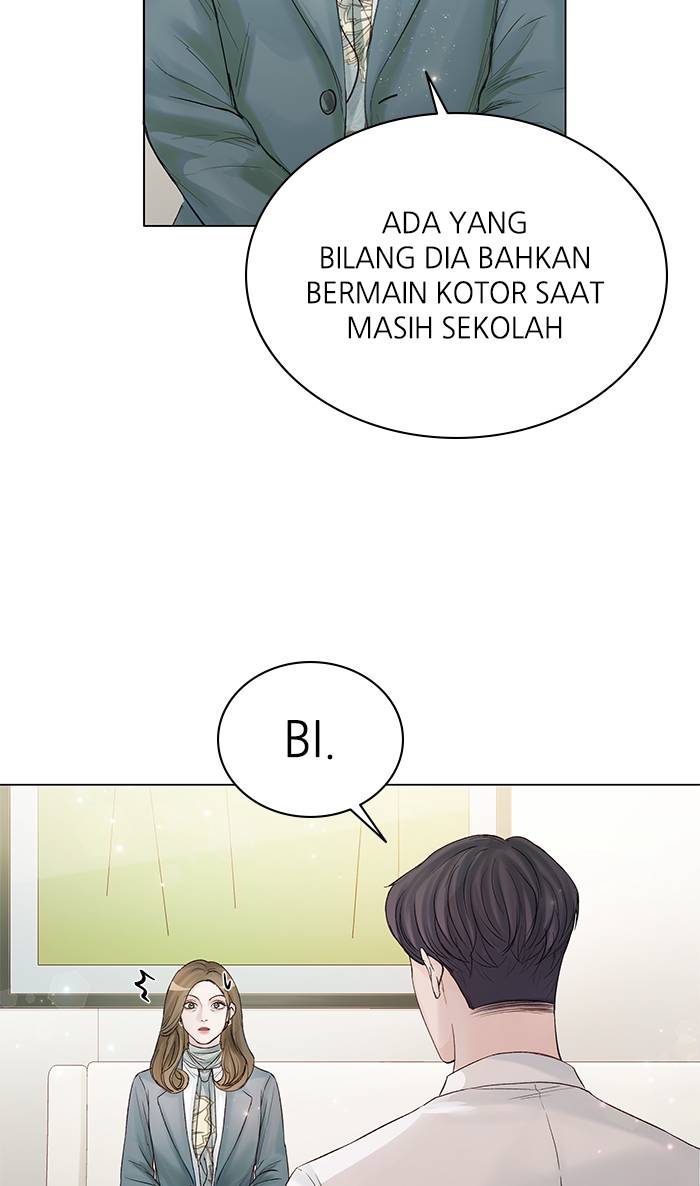 ADA YANG
BILANG DIA BAHKAN
BERMAIN KOTOR SAAT
MASIH SEKOLAH
BI.